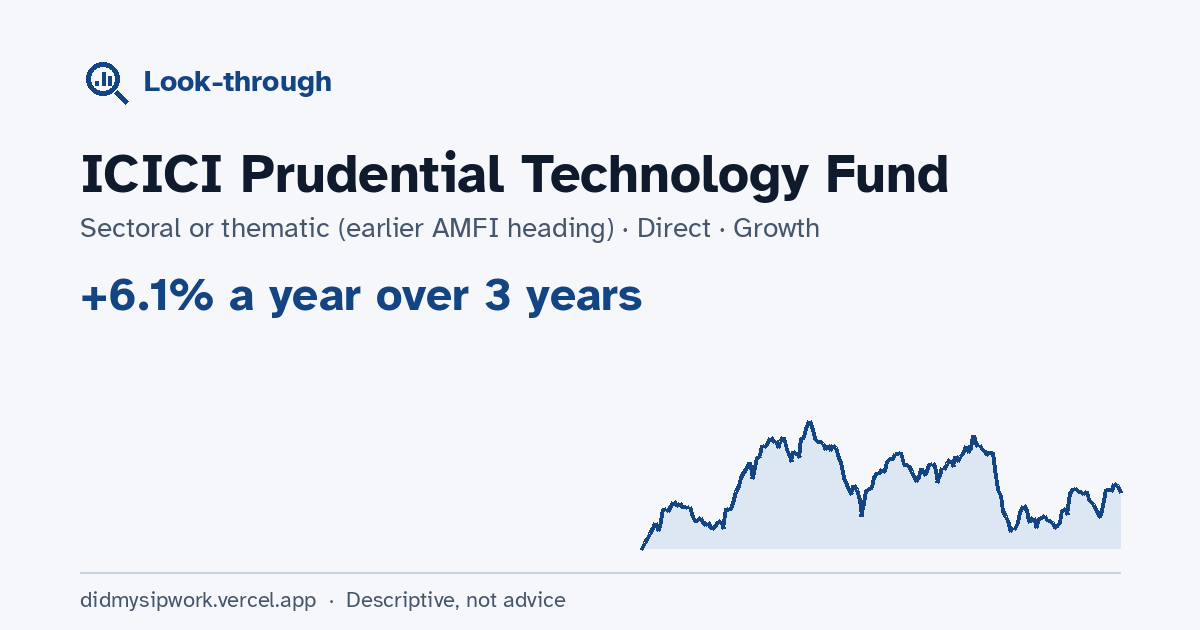 Look-through
ICICI Prudential Technology Fund
Sectoral or thematic (earlier AMFI heading) · Direct · Growth
+6.1% a year over 3 years
didmysipwork.vercel.app · Descriptive, not advice